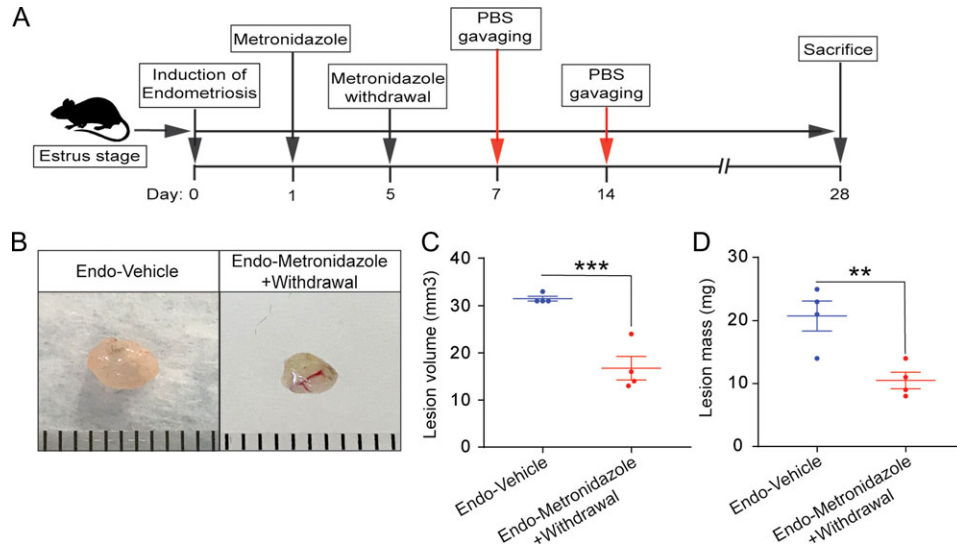 A
PBS
gavaging
Metronidazole
Sacrifice
Induction of
Endometriosis
Metronidazole
withdrawal
PBS
gavaging
Estrus stage
Day: 0
1
5
7
14
28
B
Endo-Vehicle
Endo-Metronidazole
+Withdrawal
C
Lesion volume (mm3)
40
30
20
10
0
***
Endo-Vehicle
Endo-Metronidazole
+Withdrawal
D
Lesion mass (mg)
30
20
10
0
**
Endo-Vehicle
Endo-Metronidazole
+Withdrawal